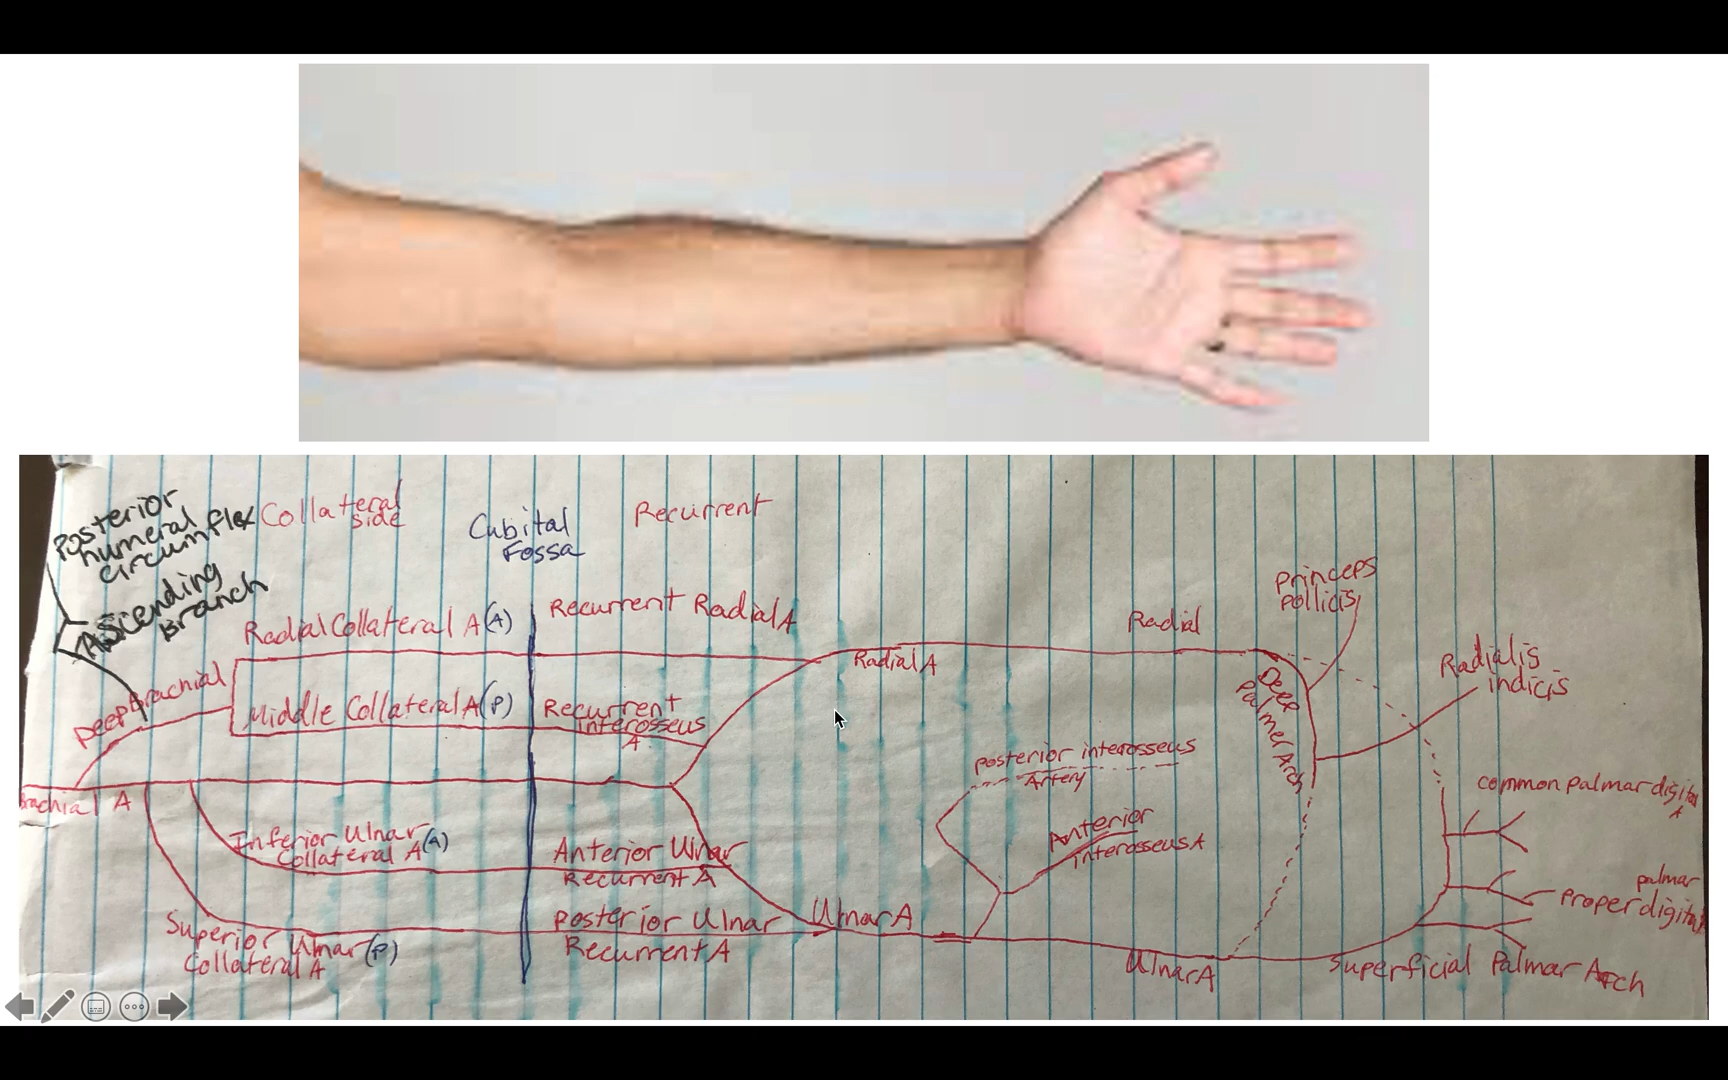 Posterior
humeral
circumflex
Ascending
Branch
Collateral
side
Cubital
Fossa
Recurrent
Radial Collateral A(A)
Recurrent Radial A
Deep Brachial
Middle Collateral A(P)
Recurrent
interosseus
A
Brachial A
Inferior Ulnar
Collateral A(A)
Anterior Ulnar
Recurrent A
Superior Ulnar (P)
Collateral A
Posterior Ulnar
Recurrent A
Radial A
Radial
Ulnar A
posterior interosseus
Artery
Anterior
interosseus A
Ulnar A
Princeps
pollicis
Deep
Palmer Arch
Radialis
indicis
common palmar digital
A
palmar
Proper digital
Superficial Palmar Arch